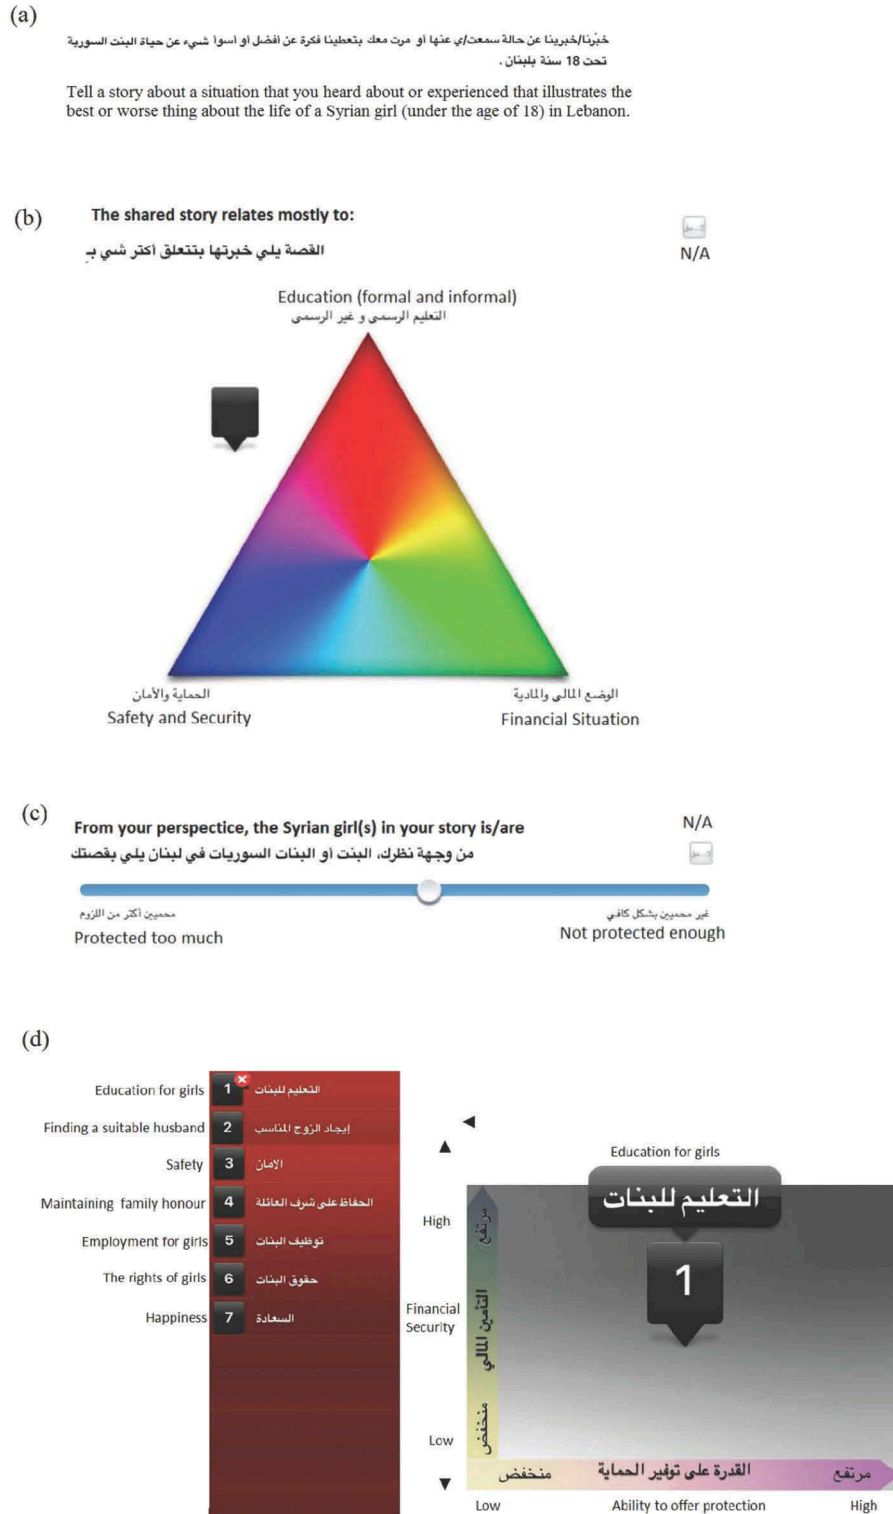 (a)
خبّرنا/خبرينا عن حالة سمعت/ي عنها أو مرت معك بتعطينا فكرة عن أفضل أو أسوأ شيء عن حياة البنت السورية
تحت 18 سنة بلبنان .
Tell a story about a situation that you heard about or experienced that illustrates the
best or worse thing about the life of a Syrian girl (under the age of 18) in Lebanon.
(b)
The shared story relates mostly to:
القصة يلي خبرتها بتتعلق أكتر شي بـِ
N/A
Education (formal and informal)
التعليم الرسمي و غير الرسمي
الحماية والأمان
Safety and Security
الوضع المالي والمادية
Financial Situation
(c)
From your perspectice, the Syrian girl(s) in your story is/are
N/A
من وجهة نظرك، البنت أو البنات السوريات في لبنان يلي بقصتك
محميين أكتر من اللزوم
غير محميين بشكل كافي
Protected too much
Not protected enough
(d)
Education for girls 1 التعليم للبنات
Finding a suitable husband 2 إيجاد الزوج المناسب
Safety 3 الامان
Maintaining family honour 4 الحفاظ على شرف العائلة
Employment for girls 5 توظيف البنات
The rights of girls 6 حقوق البنات
Happiness 7 السعادة
Education for girls
التعليم للبنات
1
High
مرتفع
Financial
Security
التأمين المالي
Low
منخفض
منخفض القدرة على توفير الحماية مرتفع
Low Ability to offer protection High